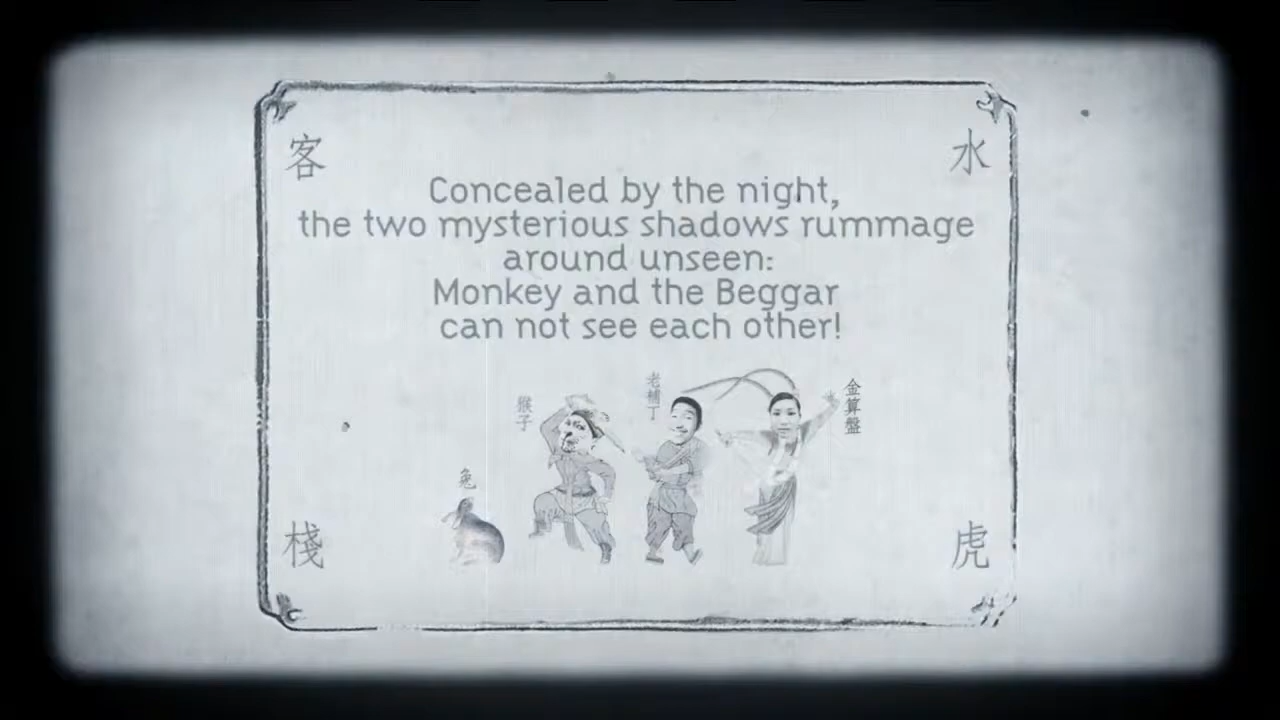 客
水
Concealed by the night,
the two mysterious shadows rummage
around unseen:
Monkey and the Beggar
can not see each other!
兔
猴子
老補丁
金算盤
棧
虎